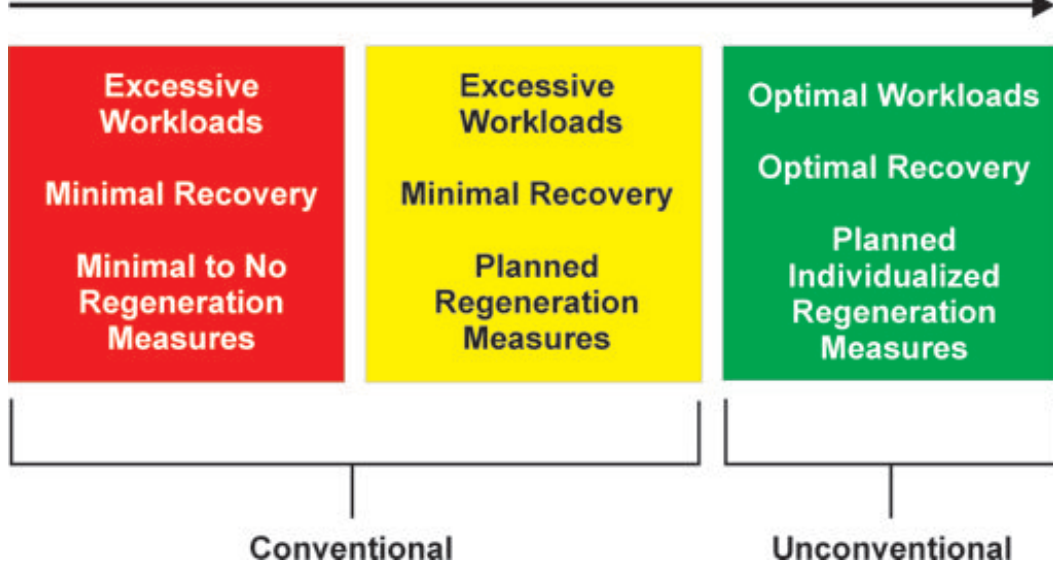 Excessive
Workloads
Minimal Recovery
Minimal to No
Regeneration
Measures
Excessive
Workloads
Minimal Recovery
Planned
Regeneration
Measures
Optimal Workloads
Optimal Recovery
Planned
Individualized
Regeneration
Measures
Conventional
Unconventional